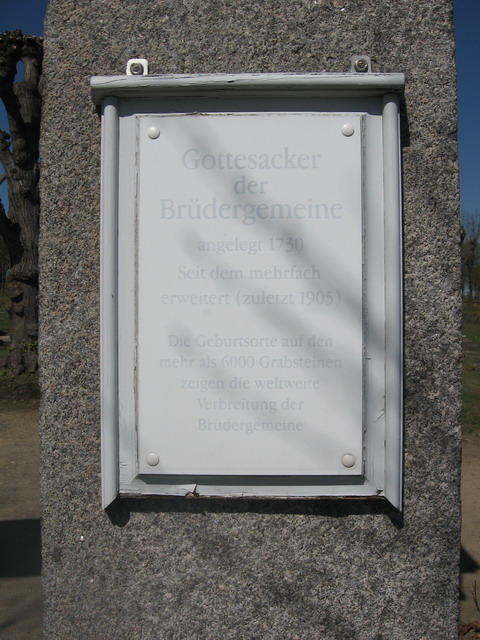 Gottesacker
der
Brüdergemeine
angelegt 1730
Seit dem mehrfach
erweitert (zuletzt 1905)
Die Geburtsorte auf den
mehr als 6000 Grabsteinen
zeigen die weltweite
Verbreitung der
Brüdergemeine